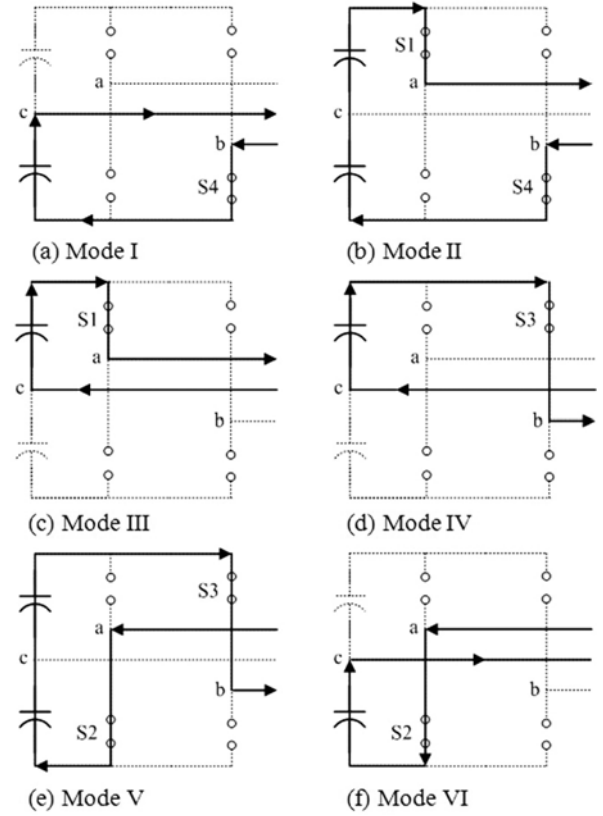 a
c
b
S4
(a) Mode I
S1
a
b
S4
(b) Mode II
S1
a
c
b
(c) Mode III
S3
a
c
b
(d) Mode IV
S3
a
c
b
S2
(e) Mode V
a
c
b
S2
(f) Mode VI